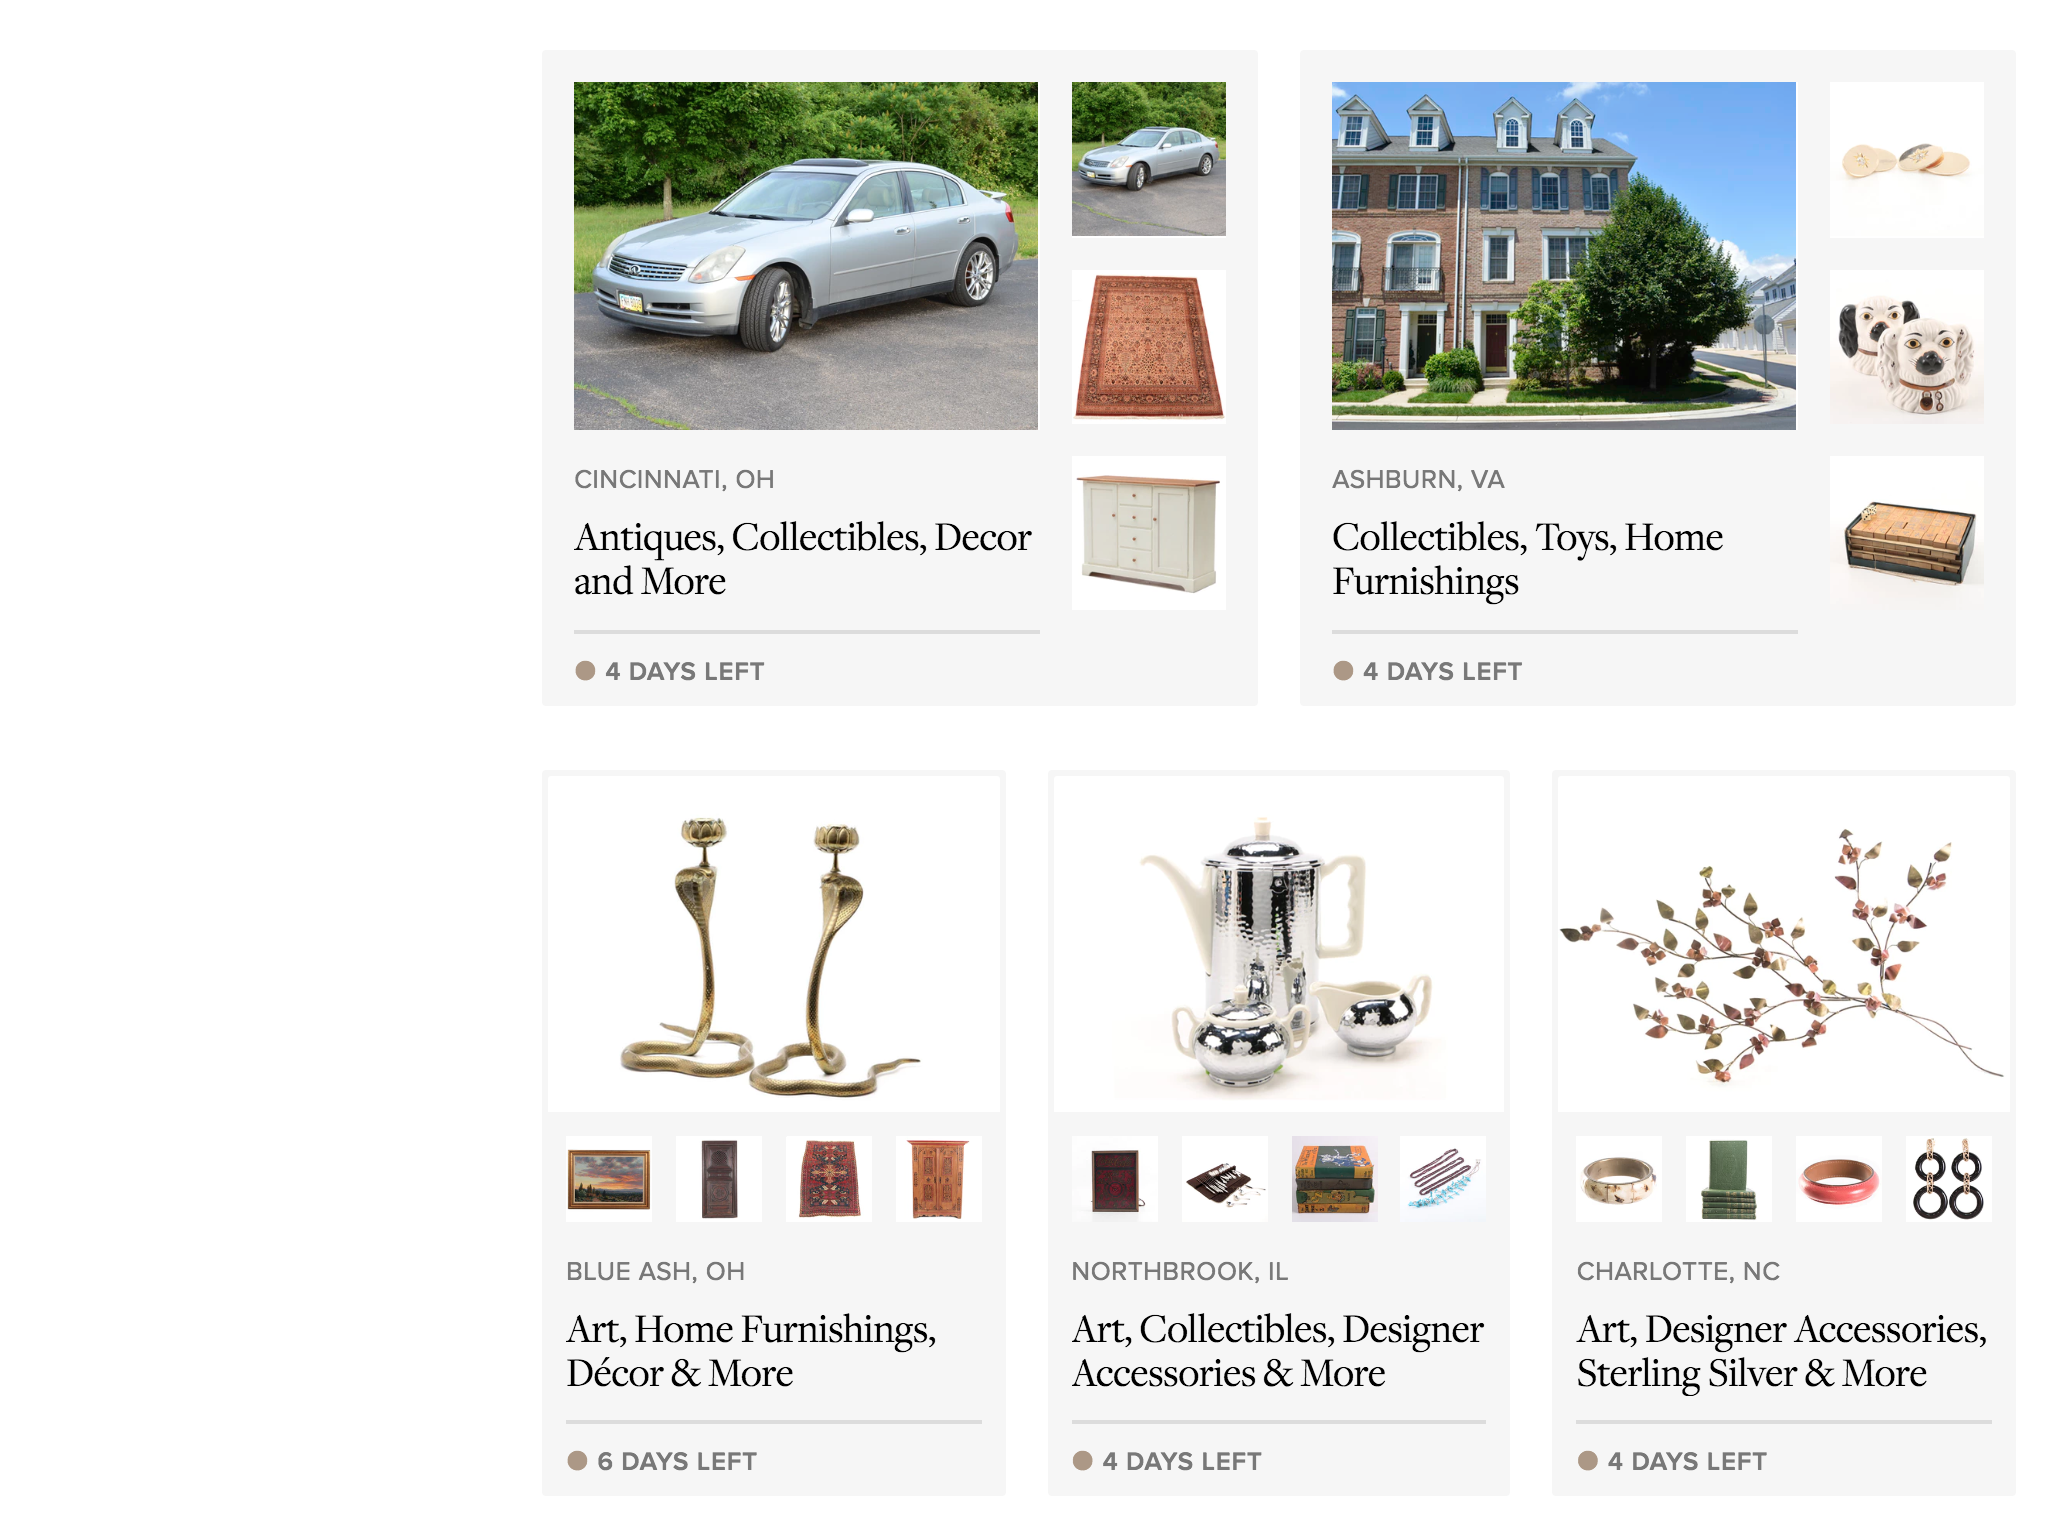 CINCINNATI, OH
Antiques, Collectibles, Decor
and More
4 DAYS LEFT
ASHBURN, VA
Collectibles, Toys, Home
Furnishings
4 DAYS LEFT
BLUE ASH, OH
Art, Home Furnishings,
Décor & More
6 DAYS LEFT
NORTHBROOK, IL
Art, Collectibles, Designer
Accessories & More
4 DAYS LEFT
CHARLOTTE, NC
Art, Designer Accessories,
Sterling Silver & More
4 DAYS LEFT